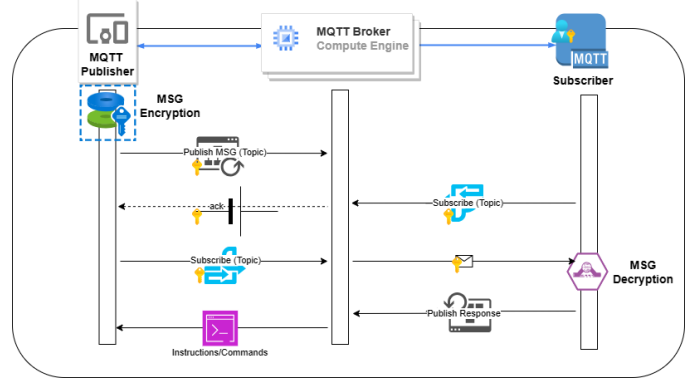 MQTT
Publisher
MQTT Broker
Compute Engine
MQTT
Subscriber
MSG
Encryption
Publish MSG (Topic)
ack
Subscribe (Topic)
Subscribe (Topic)
MSG
Decryption
Publish Response
Instructions/Commands